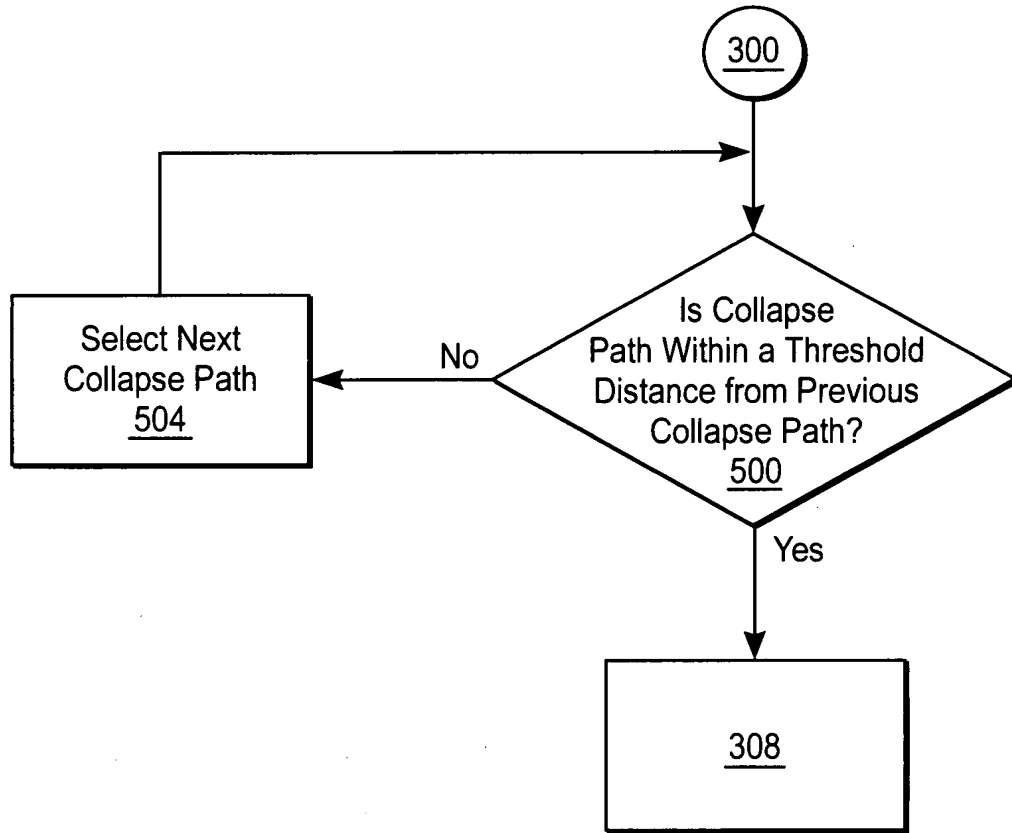 300
Is Collapse
Path Within a Threshold
Distance from Previous
Collapse Path?
500
No
Select Next
Collapse Path
504
Yes
308